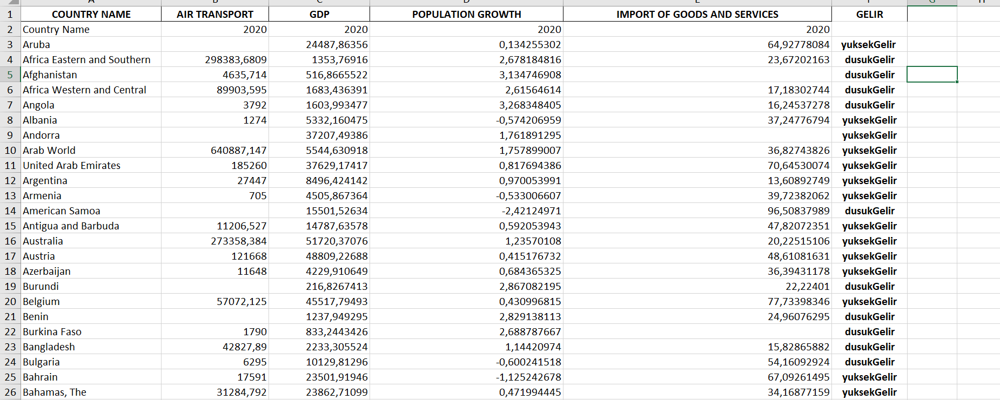 1 COUNTRY NAME AIR TRANSPORT GDP POPULATION GROWTH IMPORT OF GOODS AND SERVICES GELIR
2 Country Name 2020 2020 2020 2020
3 Aruba 24487,86356 0,134255302 64,92778084 yuksekGelir
4 Africa Eastern and Southern 298383,6809 1353,76916 2,678184816 23,67202163 dusukGelir
5 Afghanistan 4635,714 516,8665522 3,134746908 dusukGelir
6 Africa Western and Central 89903,595 1683,436391 2,61564614 17,18302744 dusukGelir
7 Angola 3792 1603,993477 3,268348405 16,24537278 dusukGelir
8 Albania 1274 5332,160475 -0,574206959 37,24776794 yuksekGelir
9 Andorra 37207,49386 1,761891295 yuksekGelir
10 Arab World 640887,147 5544,630918 1,757899007 36,82743826 yuksekGelir
11 United Arab Emirates 185260 37629,17417 0,817694386 70,64530074 yuksekGelir
12 Argentina 27447 8496,424142 0,970053991 13,60892749 yuksekGelir
13 Armenia 705 4505,867364 -0,533006607 39,72382062 yuksekGelir
14 American Samoa 15501,52634 -2,42124971 96,50837989 dusukGelir
15 Antigua and Barbuda 11206,527 14787,63578 0,592053943 47,82072351 yuksekGelir
16 Australia 273358,384 51720,37076 1,23570108 20,22515106 yuksekGelir
17 Austria 121668 48809,22688 0,415176732 48,61081631 yuksekGelir
18 Azerbaijan 11648 4229,910649 0,684365325 36,39431178 yuksekGelir
19 Burundi 216,8267413 2,867082195 22,22401 dusukGelir
20 Belgium 57072,125 45517,79493 0,430996815 77,73398346 yuksekGelir
21 Benin 1237,949295 2,829138113 24,96076295 dusukGelir
22 Burkina Faso 1790 833,2443426 2,688787667 dusukGelir
23 Bangladesh 42827,89 2233,305524 1,14420974 15,82865882 dusukGelir
24 Bulgaria 6295 10129,81296 -0,600241518 54,16092924 dusukGelir
25 Bahrain 17591 23501,91946 -1,125242678 67,09261495 yuksekGelir
26 Bahamas, The 31284,792 23862,71099 0,471994445 34,16877159 yuksekGelir